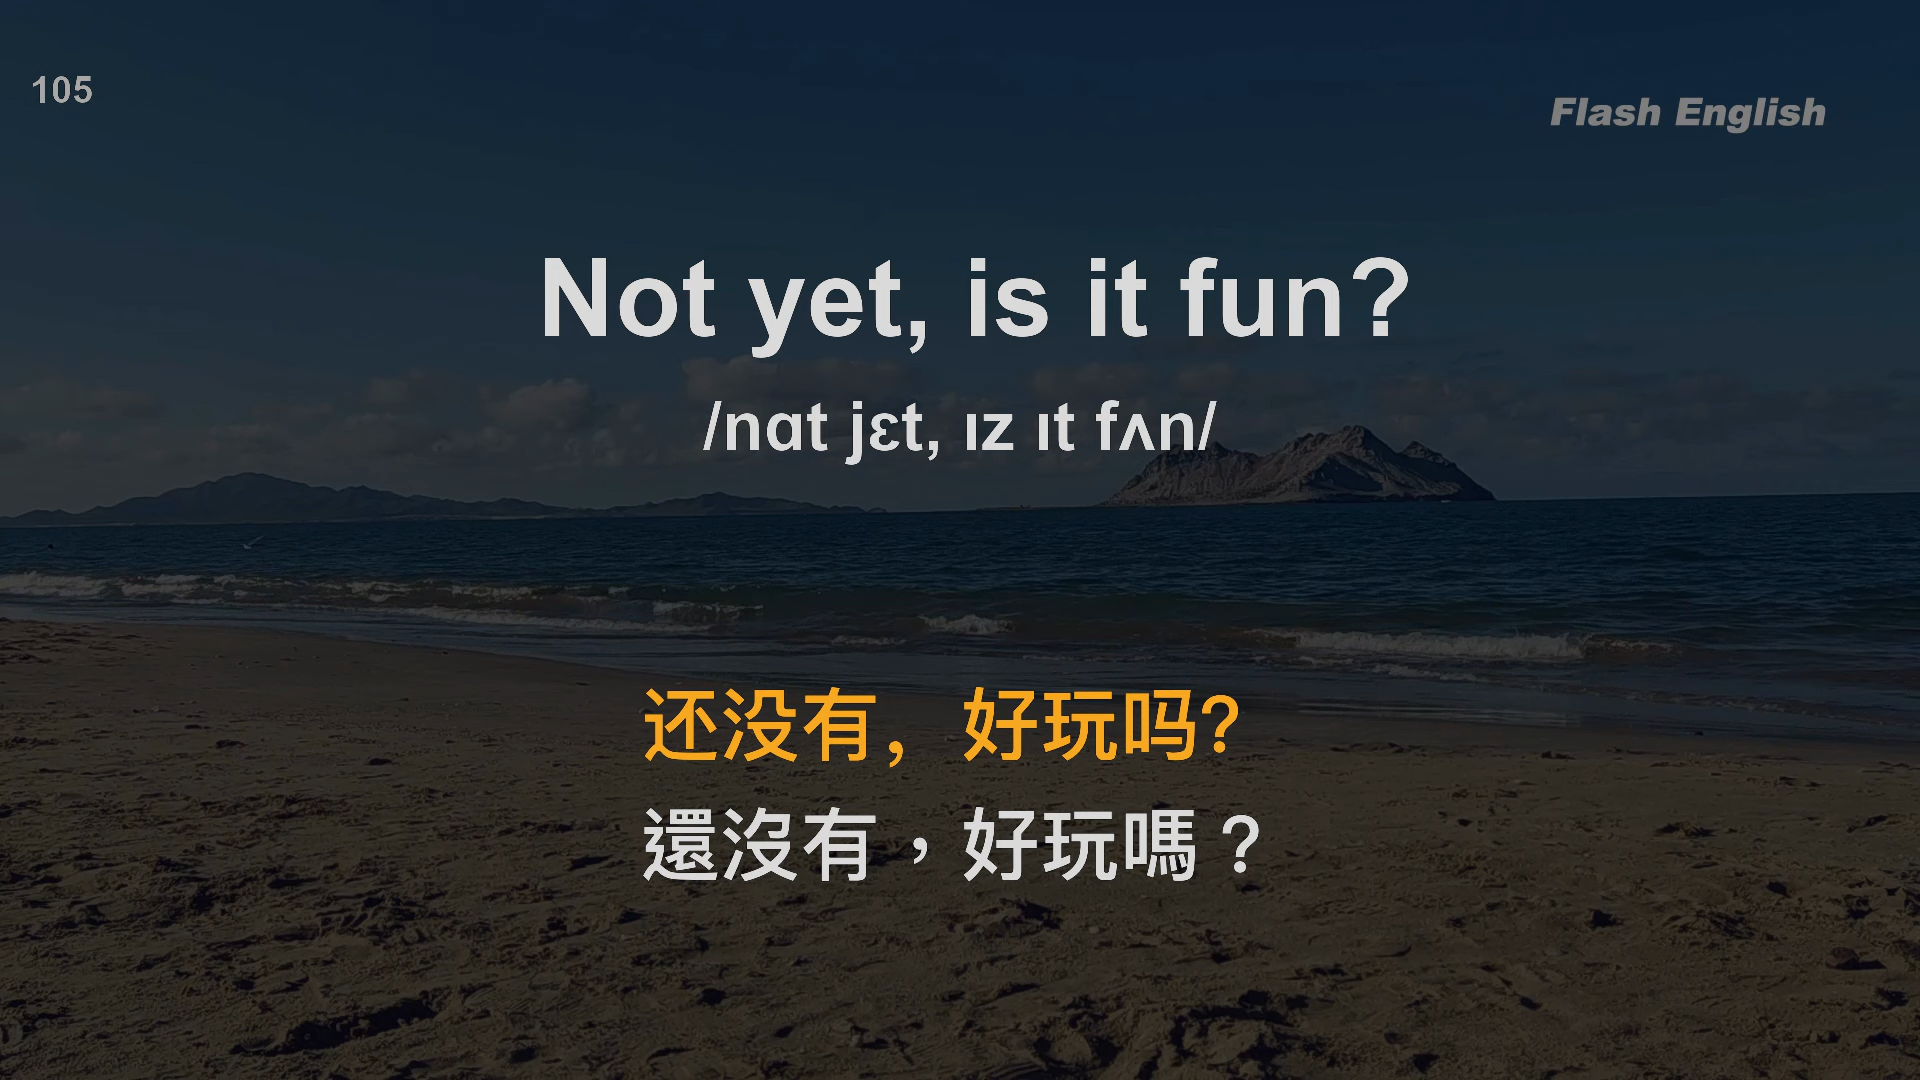 105
Flash English
Not yet, is it fun?
/nɑt jɛt, ɪz ɪt fʌn/
还没有，好玩吗?
還沒有，好玩嗎？